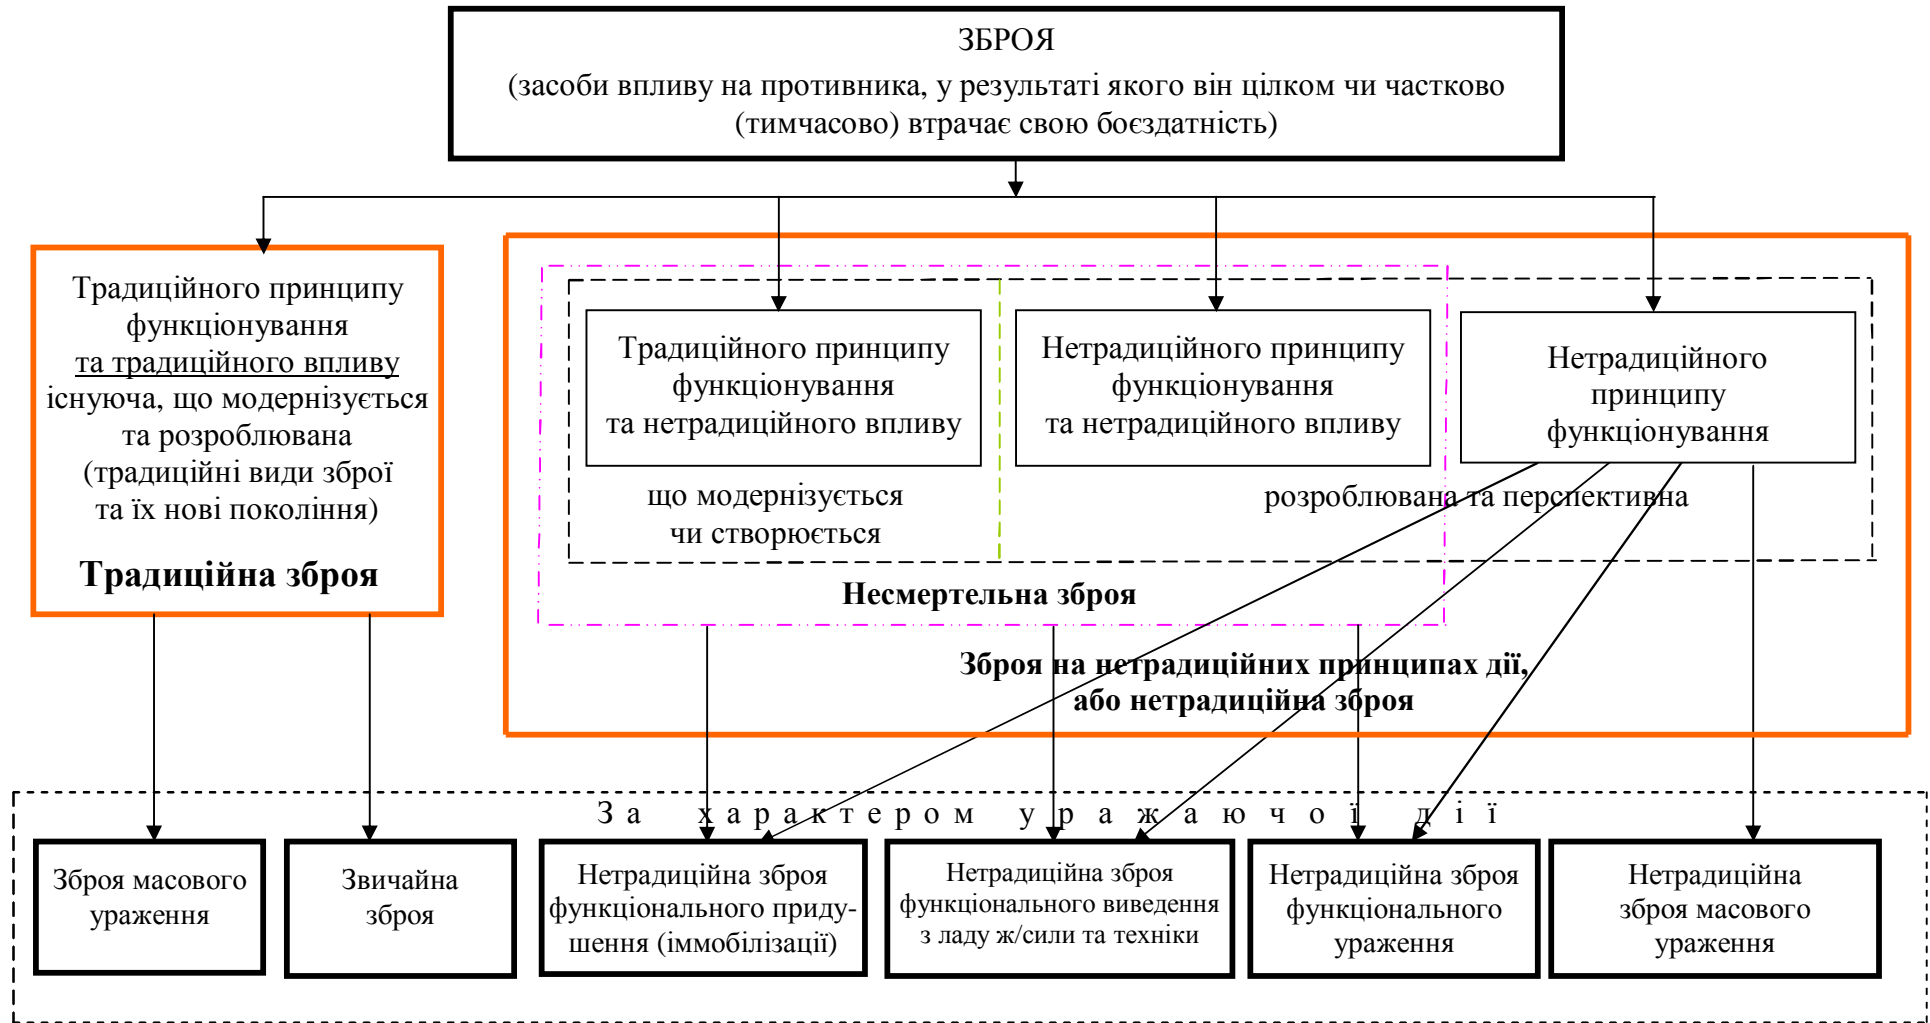 ЗБРОЯ
(засоби впливу на противника, у результаті якого він цілком чи частково
(тимчасово) втрачає свою боєздатність)
Традиційного принципу
функціонування
та традиційного впливу
існуюча, що модернізується
та розроблювана
(традиційні види зброї
та їх нові покоління)
Традиційна зброя
Традиційного принципу
функціонування
та нетрадиційного впливу
що модернізується
чи створюється
Нетрадиційного принципу
функціонування
та нетрадиційного впливу
Нетрадиційного
принципу
функціонування
розроблювана та перспективна
Несмертельна зброя
Зброя на нетрадиційних принципах дії,
або нетрадиційна зброя
За характером уражаючої дії
Зброя масового
ураження
Звичайна
зброя
Нетрадиційна зброя
функціонального приду-
шення (іммобілізації)
Нетрадиційна зброя
функціонального виведення
з ладу ж/сили та техніки
Нетрадиційна зброя
функціонального
ураження
Нетрадиційна
зброя масового
ураження